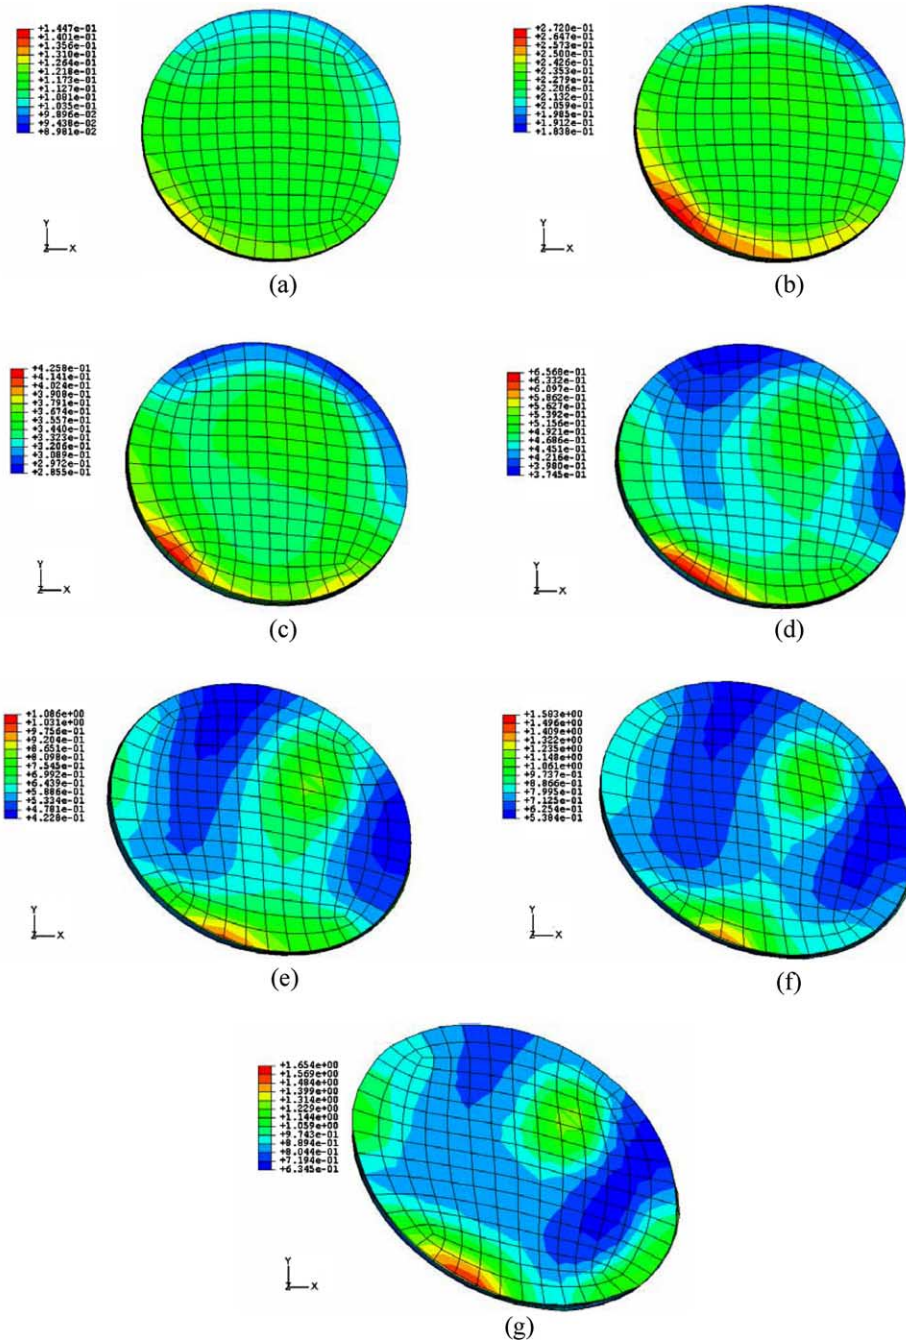 +1.447e-01
+1.401e-01
+1.356e-01
+1.310e-01
+1.264e-01
+1.218e-01
+1.173e-01
+1.127e-01
+1.081e-01
+1.035e-01
+9.896e-02
+9.438e-02
+8.981e-02
Y
Z X
(a)
+2.720e-01
+2.647e-01
+2.573e-01
+2.500e-01
+2.426e-01
+2.353e-01
+2.279e-01
+2.206e-01
+2.132e-01
+2.059e-01
+1.985e-01
+1.912e-01
+1.838e-01
Y
Z X
(b)
+4.258e-01
+4.141e-01
+4.024e-01
+3.908e-01
+3.791e-01
+3.674e-01
+3.557e-01
+3.440e-01
+3.323e-01
+3.206e-01
+3.089e-01
+2.972e-01
+2.855e-01
Y
Z X
(c)
+6.568e-01
+6.332e-01
+6.097e-01
+5.862e-01
+5.627e-01
+5.392e-01
+5.156e-01
+4.921e-01
+4.686e-01
+4.451e-01
+4.216e-01
+3.980e-01
+3.745e-01
Y
Z X
(d)
+1.086e+00
+1.031e+00
+9.756e-01
+9.204e-01
+8.651e-01
+8.098e-01
+7.545e-01
+6.992e-01
+6.439e-01
+5.886e-01
+5.334e-01
+4.781e-01
+4.228e-01
Y
Z X
(e)
+1.583e+00
+1.496e+00
+1.409e+00
+1.322e+00
+1.235e+00
+1.148e+00
+1.061e+00
+9.737e-01
+8.866e-01
+7.995e-01
+7.125e-01
+6.254e-01
+5.384e-01
Y
Z X
(f)
+1.654e+00
+1.569e+00
+1.484e+00
+1.399e+00
+1.314e+00
+1.229e+00
+1.144e+00
+1.059e+00
+9.743e-01
+8.894e-01
+8.044e-01
+7.194e-01
+6.345e-01
Y
Z X
(g)